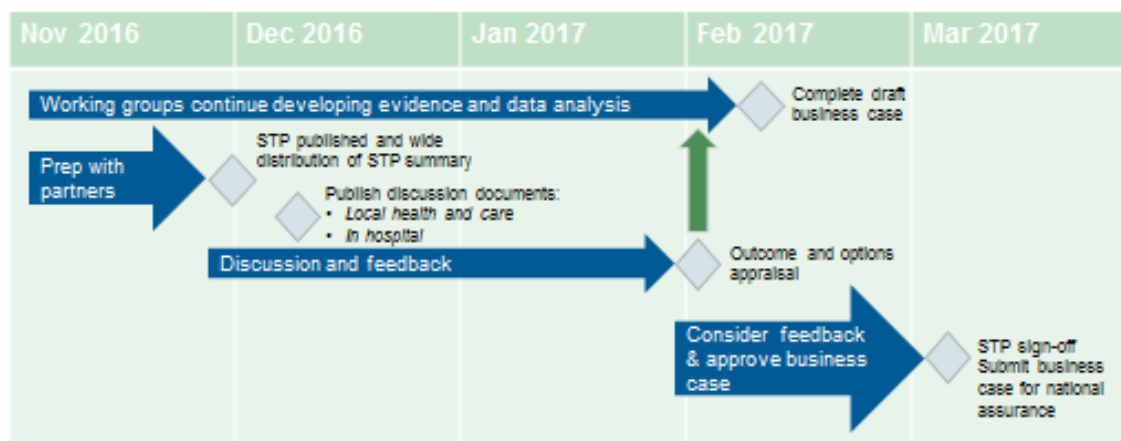 Nov 2016
Dec 2016
Jan 2017
Feb 2017
Mar 2017
Working groups continue developing evidence and data analysis
Complete draft
business case
Prep with
partners
STP published and wide
distribution of STP summary
Publish discussion documents:
• Local health and care
• In hospital
Discussion and feedback
Outcome and options
appraisal
Consider feedback
& approve business
case
STP sign-off
Submit business
case for national
assurance